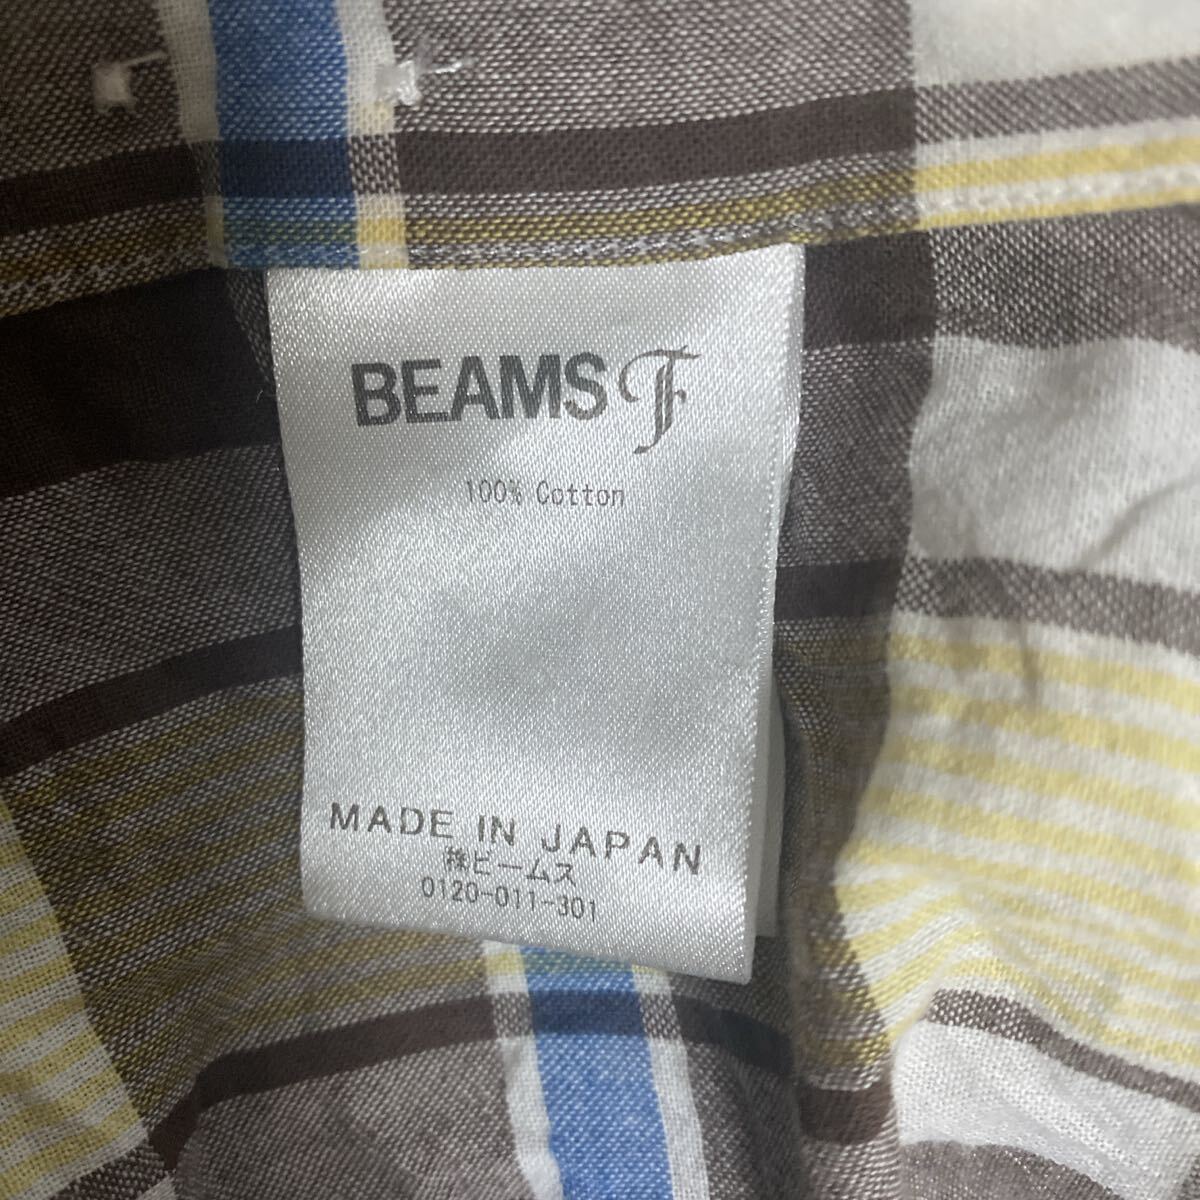 BEAMS F
100% Cotton
MADE IN JAPAN
㈱ビームス
0120-011-301